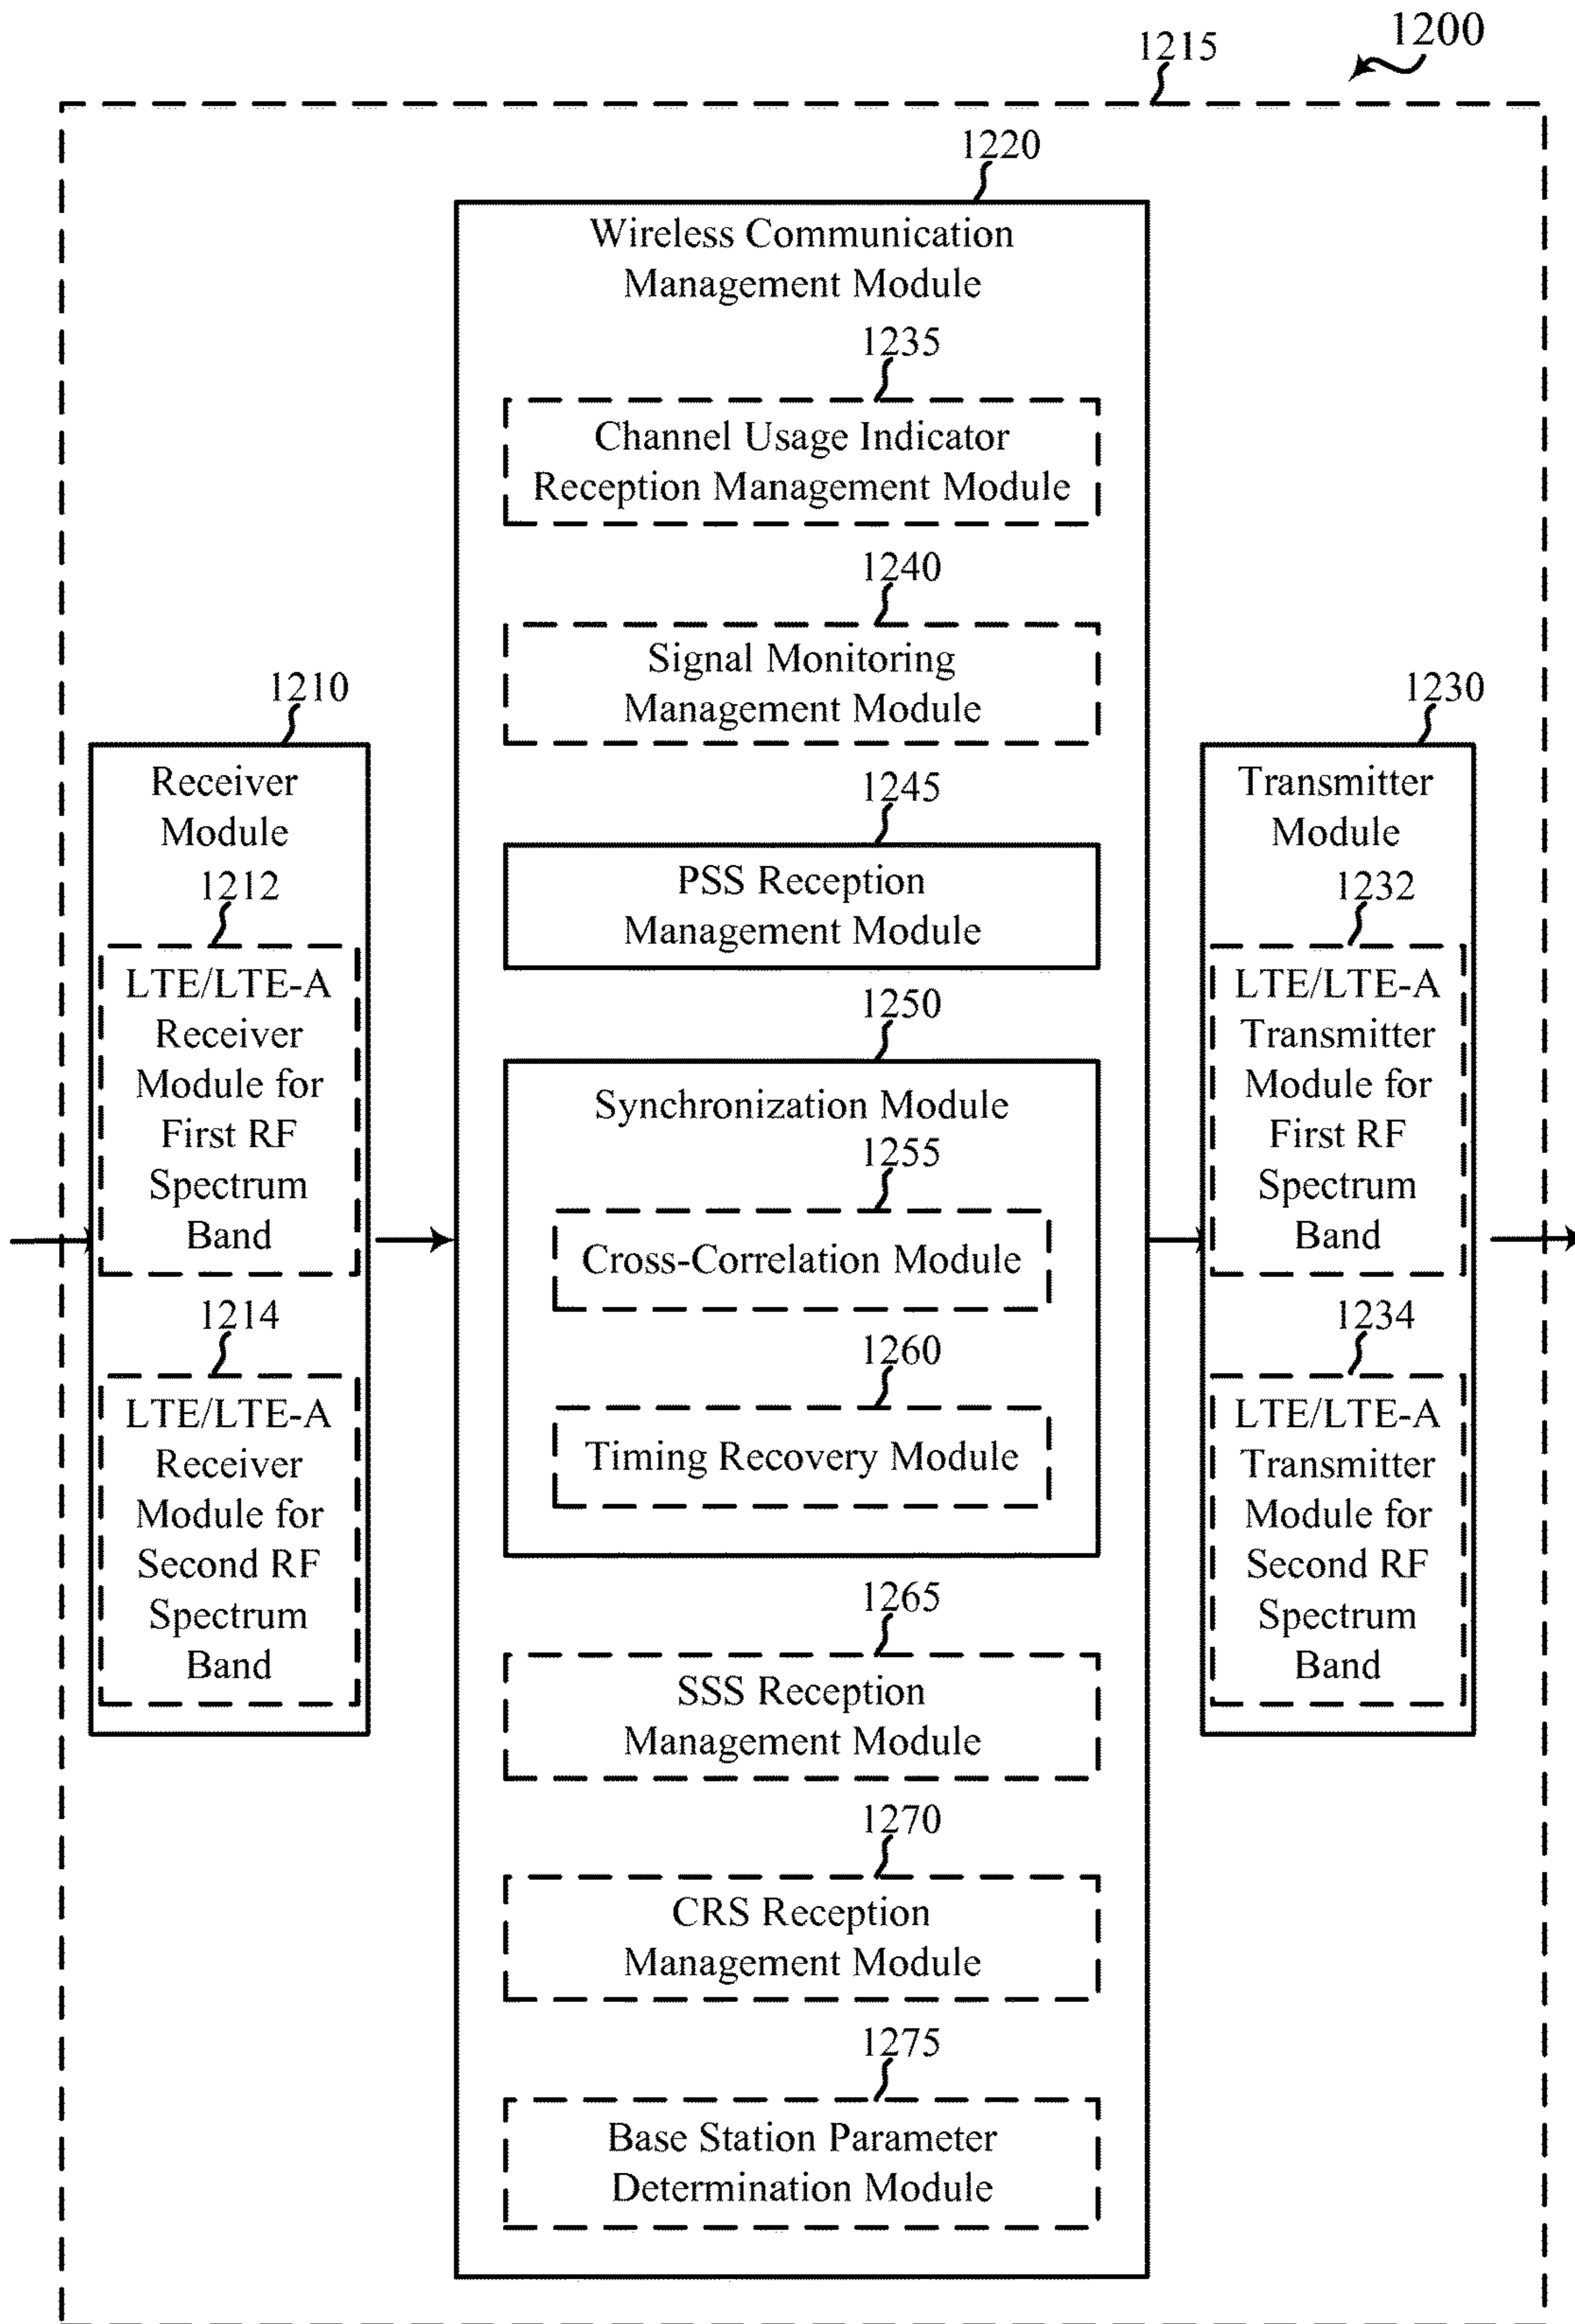 1200
1215
1220
Wireless Communication
Management Module
1235
Channel Usage Indicator
Reception Management Module
1240
Signal Monitoring
Management Module
1210
Receiver
Module
1212
LTE/LTE-A
Receiver
Module for
First RF
Spectrum
Band
1214
LTE/LTE-A
Receiver
Module for
Second RF
Spectrum
Band
1245
PSS Reception
Management Module
1250
Synchronization Module
1255
Cross-Correlation Module
1260
Timing Recovery Module
1265
SSS Reception
Management Module
1270
CRS Reception
Management Module
1275
Base Station Parameter
Determination Module
1230
Transmitter
Module
1232
LTE/LTE-A
Transmitter
Module for
First RF
Spectrum
Band
1234
LTE/LTE-A
Transmitter
Module for
Second RF
Spectrum
Band